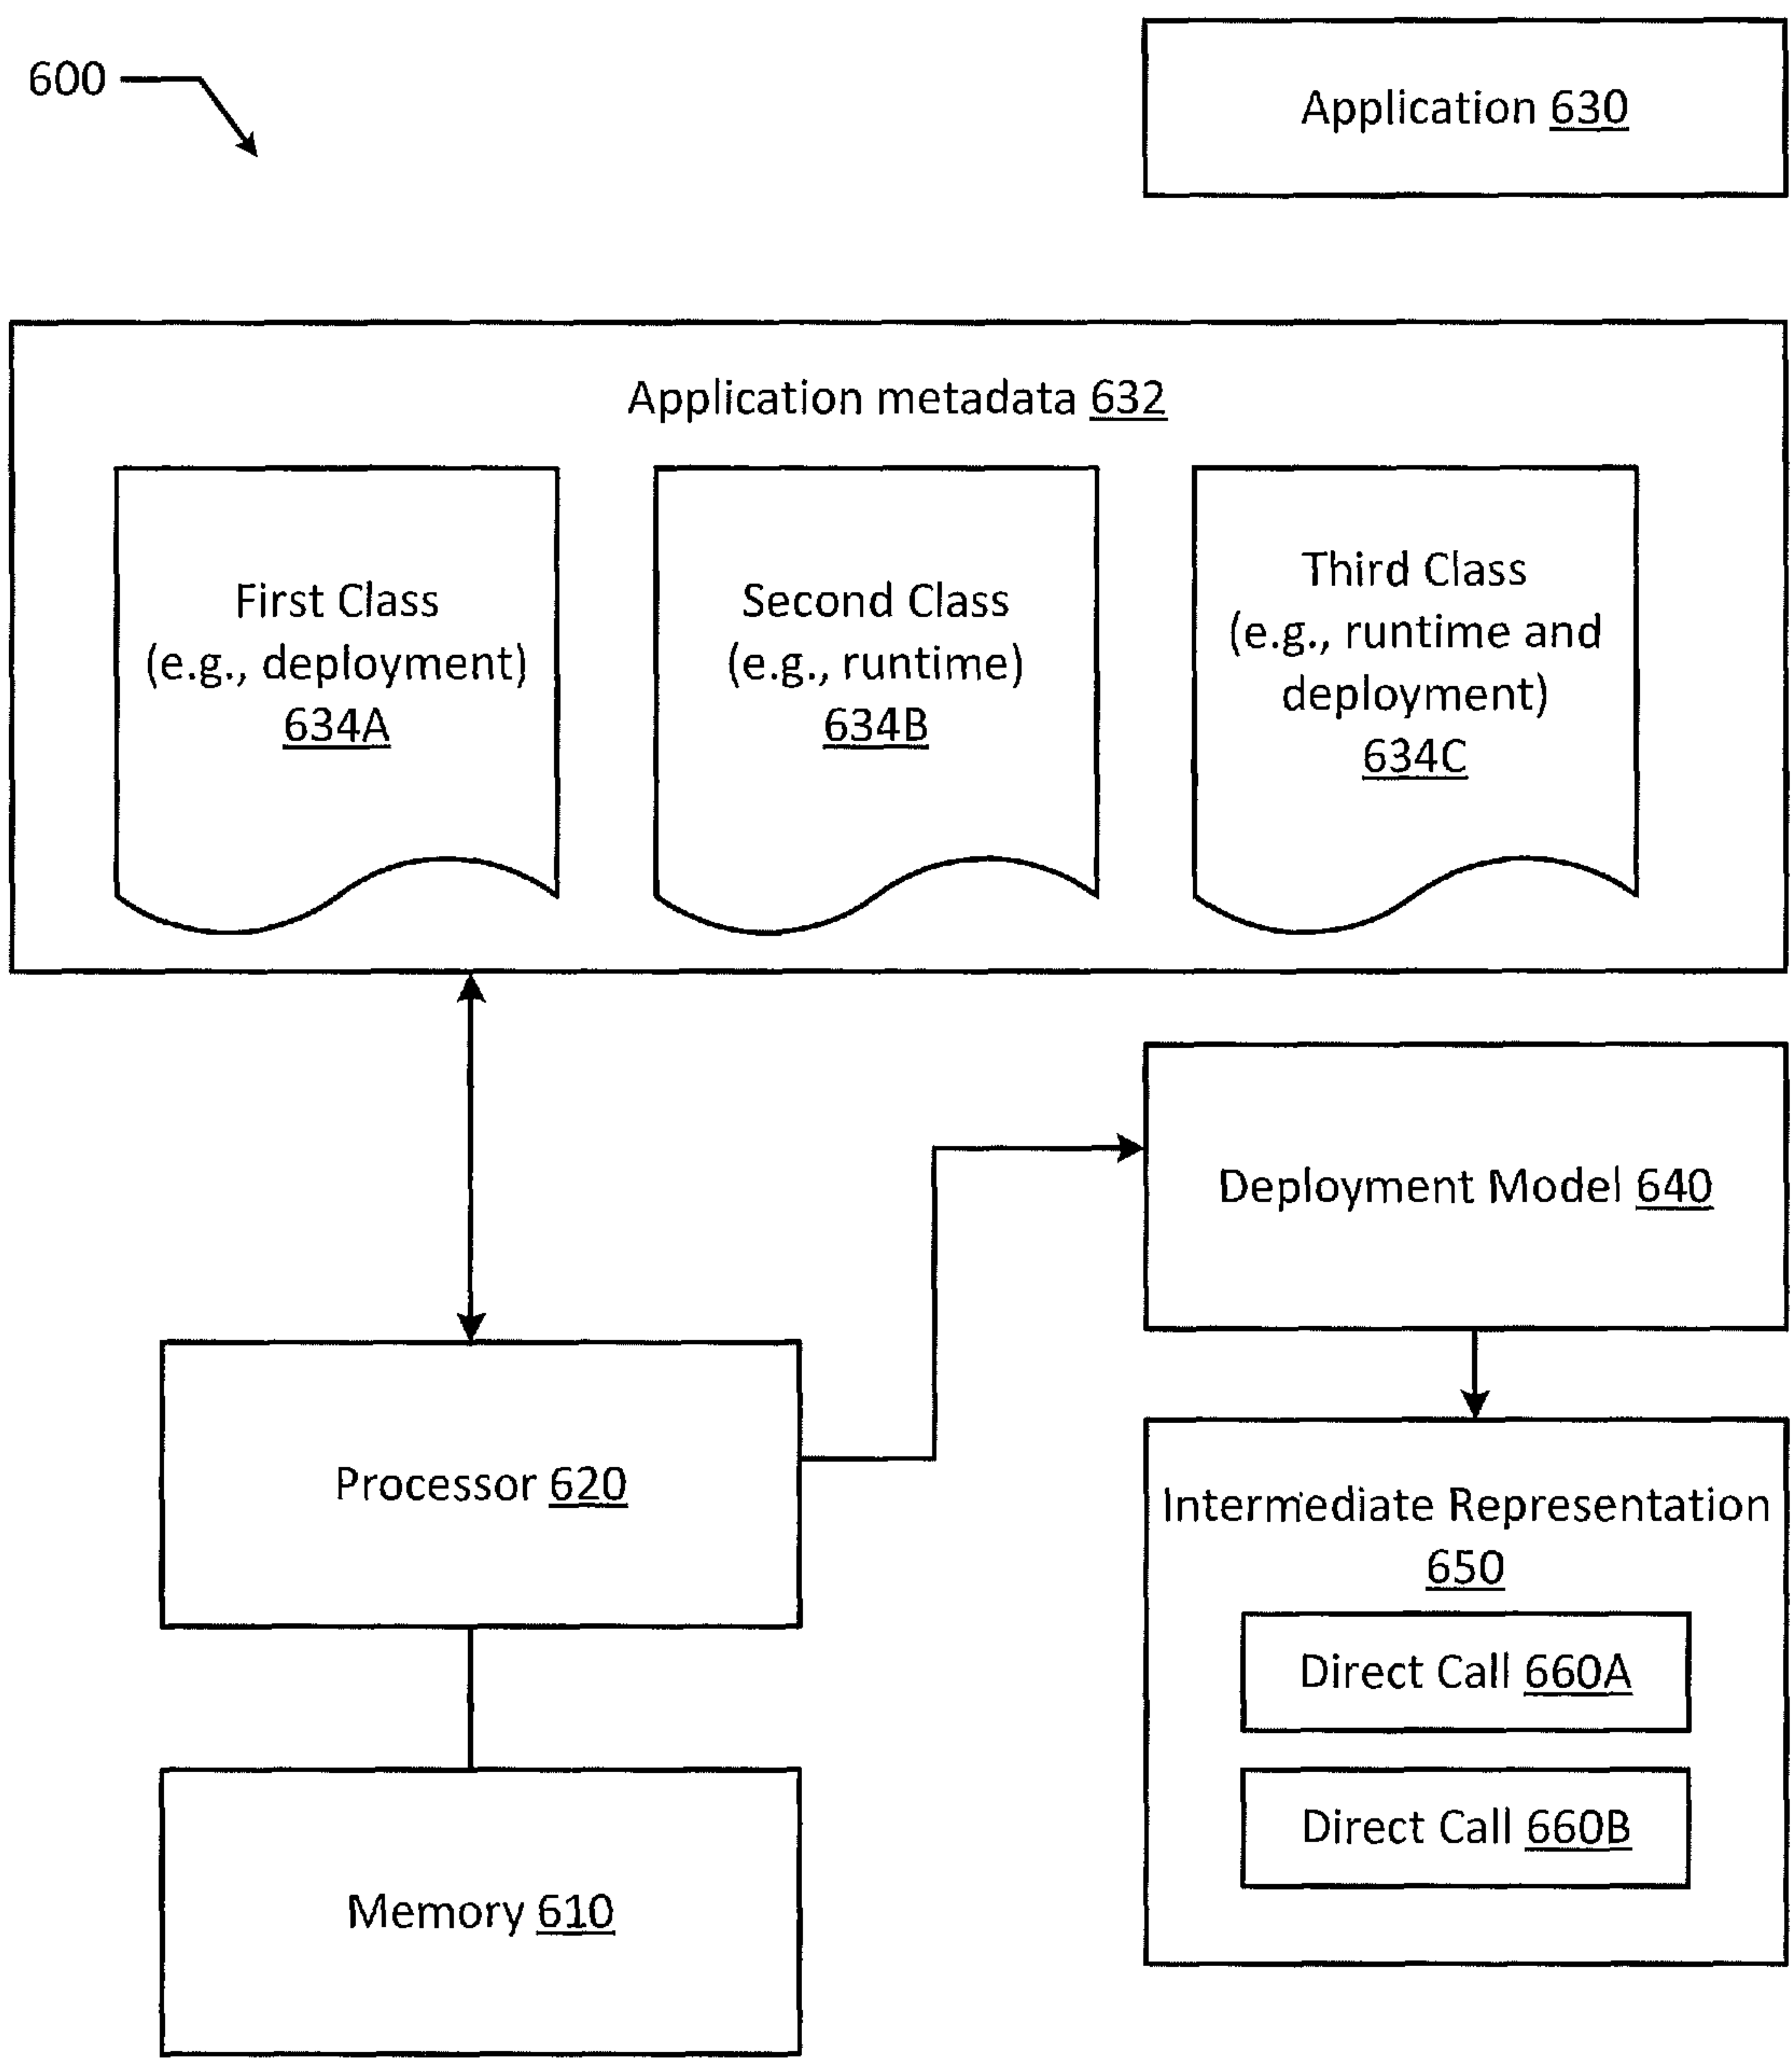 600
Application 630
Application metadata 632
First Class
(e.g., deployment)
634A
Second Class
(e.g., runtime)
634B
Third Class
(e.g., runtime and
deployment)
634C
Deployment Model 640
Processor 620
Intermediate Representation
650
Direct Call 660A
Direct Call 660B
Memory 610